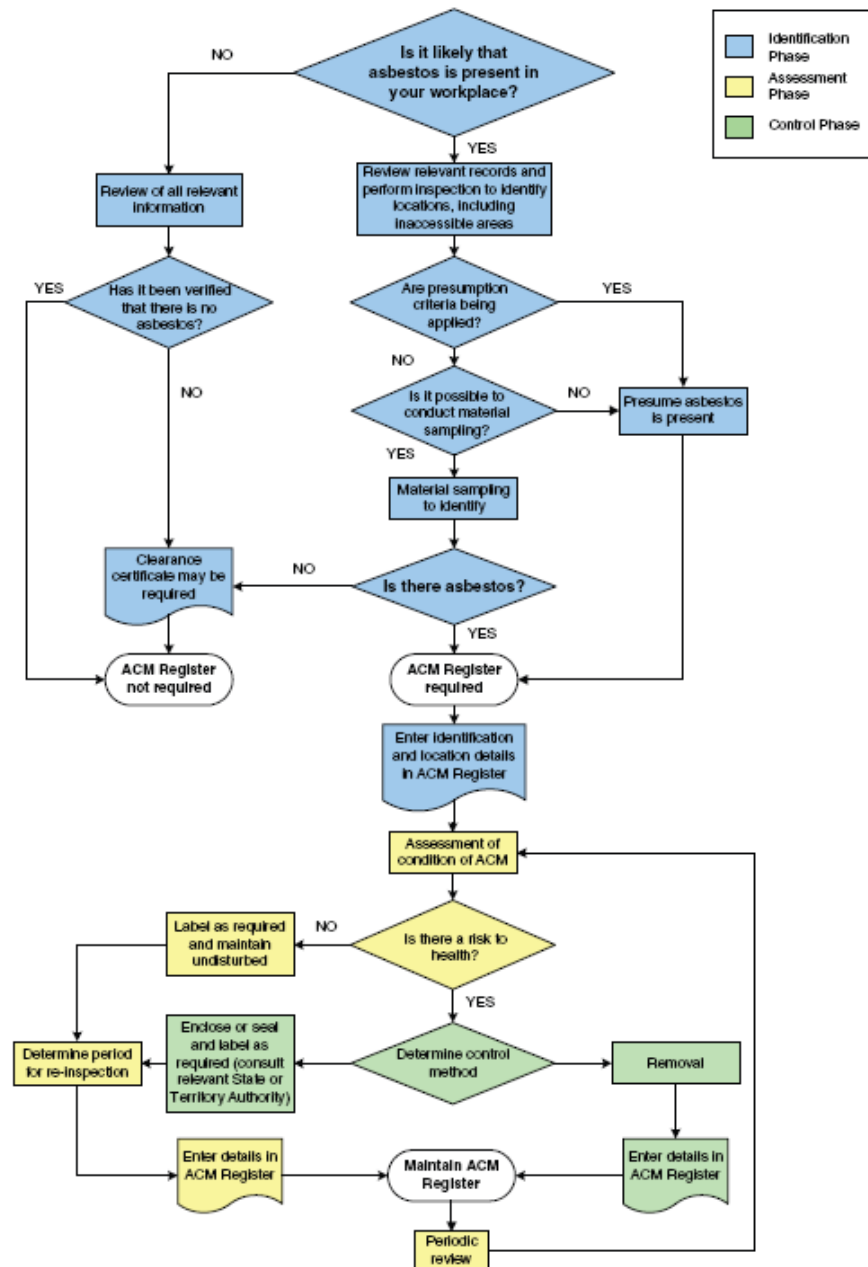 Is it likely that
asbestos is present in
your workplace?
NO
YES
Identification
Phase
Assessment
Phase
Control Phase
Review of all relevant
information
Review relevant records and
perform inspection to identify
locations, including
inaccessible areas
YES
Has it been verified
that there is no
asbestos?
NO
Are presumption
criteria being
applied?
YES
NO
Is it possible to
conduct material
sampling?
NO
YES
Presume asbestos
is present
Material sampling
to identify
Clearance
certificate may be
required
NO
Is there asbestos?
YES
ACM Register
not required
ACM Register
required
Enter identification
and location details
in ACM Register
Assessment of
condition of ACM
Label as required
and maintain
undisturbed
NO
Is there a risk to
health?
YES
Determine period
for re-inspection
Enclose or seal
and label as
required (consult
relevant State or
Territory Authority)
Determine control
method
Removal
Enter details in
ACM Register
Maintain ACM
Register
Enter details in
ACM Register
Periodic
review